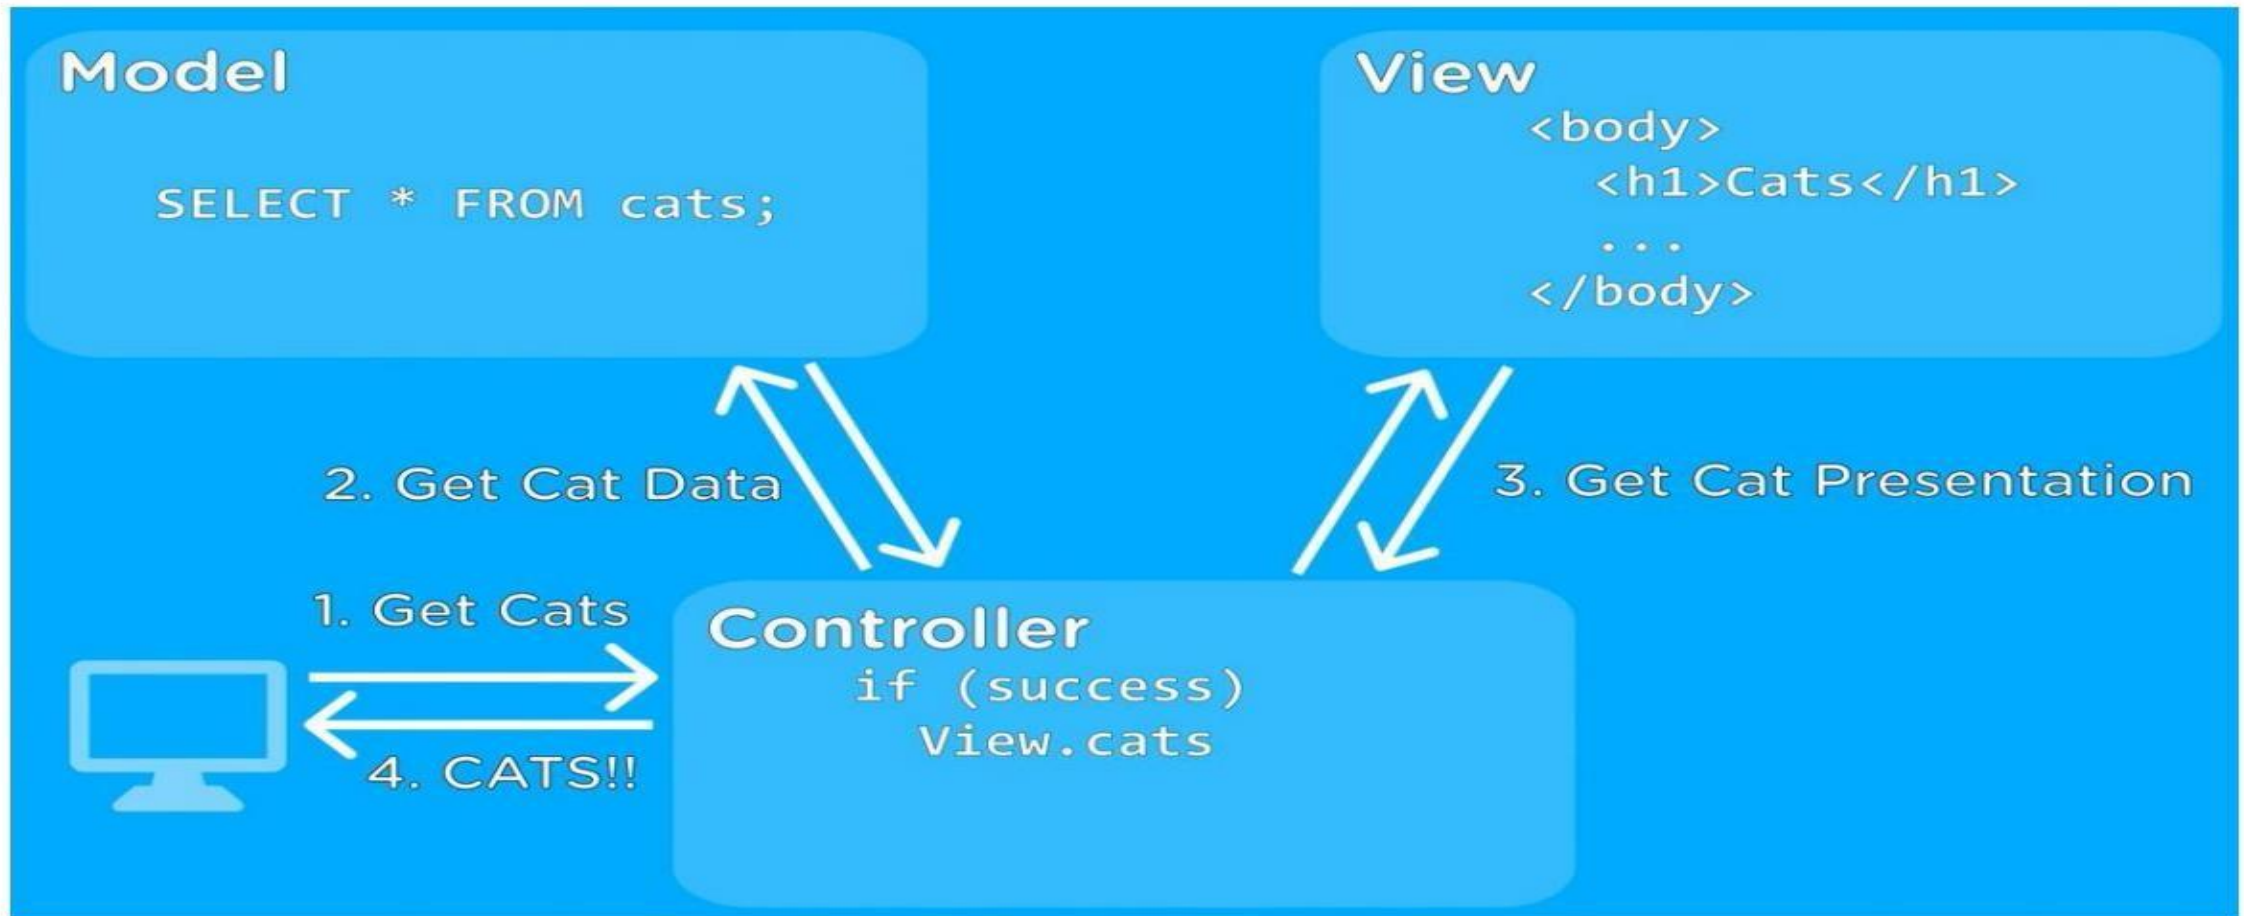 Model
SELECT * FROM cats;
View
<body>
<h1>Cats</h1>
...
</body>
2. Get Cat Data
3. Get Cat Presentation
1. Get Cats
4. CATS!!
Controller
if (success)
View.cats